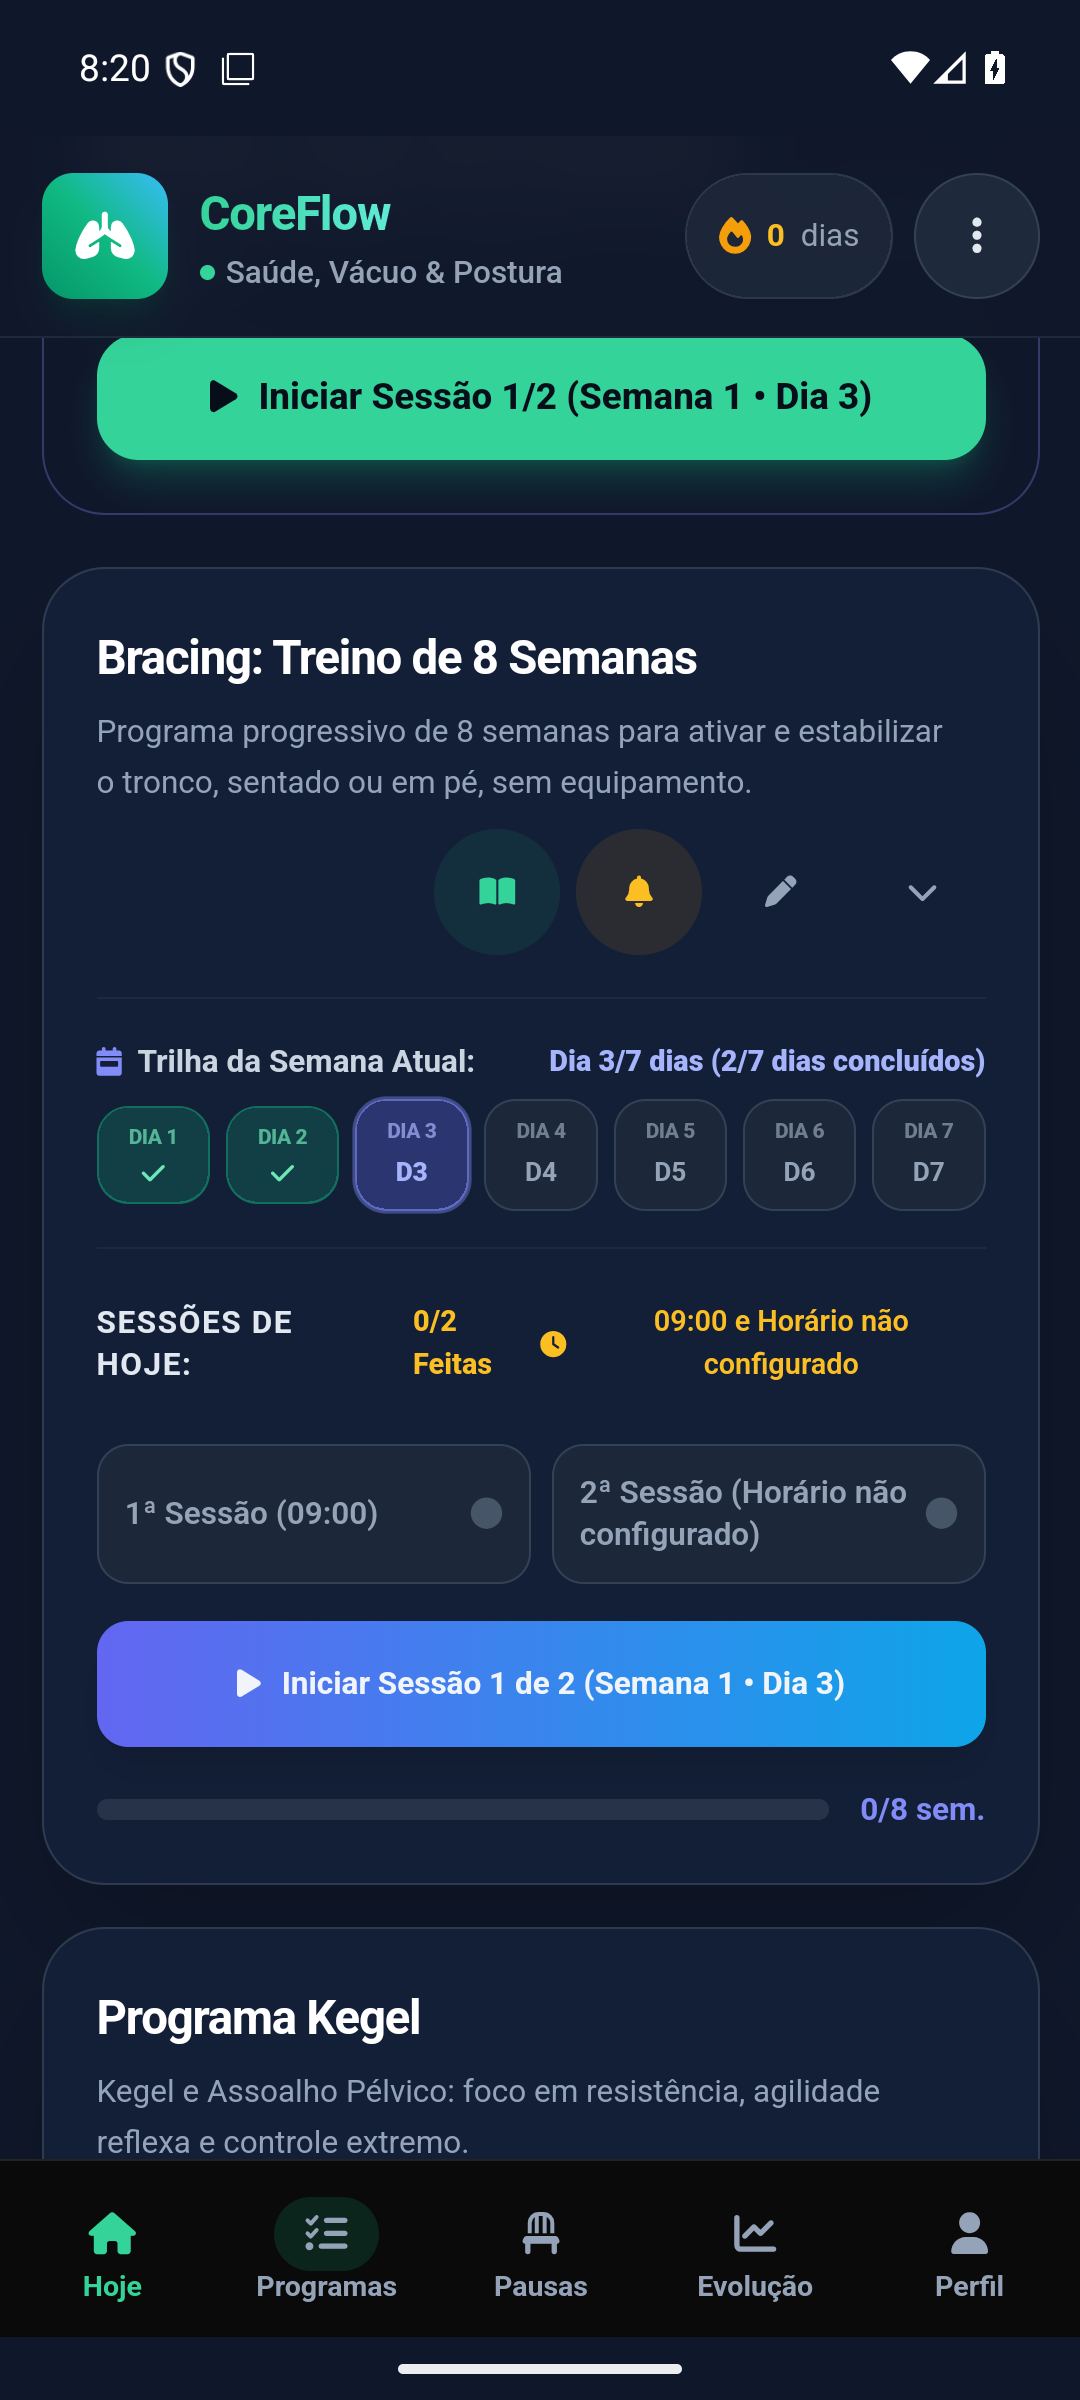 8:20
CoreFlow
Saúde, Vácuo & Postura
0 dias
Iniciar Sessão 1/2 (Semana 1 • Dia 3)
Bracing: Treino de 8 Semanas
Programa progressivo de 8 semanas para ativar e estabilizar
o tronco, sentado ou em pé, sem equipamento.
Trilha da Semana Atual:
Dia 3/7 dias (2/7 dias concluídos)
DIA 1
DIA 2
DIA 3
D3
DIA 4
D4
DIA 5
D5
DIA 6
D6
DIA 7
D7
SESSÕES DE
HOJE:
0/2
Feitas
09:00 e Horário não
configurado
1ª Sessão (09:00)
2ª Sessão (Horário não
configurado)
Iniciar Sessão 1 de 2 (Semana 1 • Dia 3)
0/8 sem.
Programa Kegel
Kegel e Assoalho Pélvico: foco em resistência, agilidade
reflexa e controle extremo.
Hoje
Programas
Pausas
Evolução
Perfil